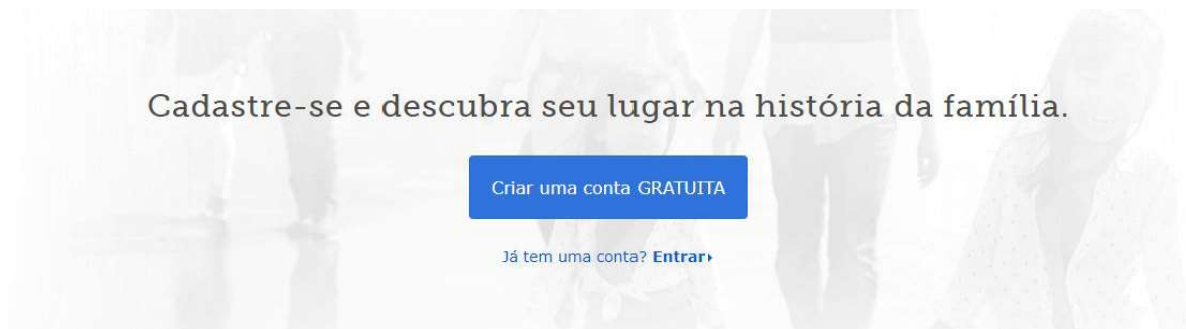 Cadastre-se e descubra seu lugar na história da família.
Criar uma conta GRATUITA
Já tem uma conta? Entrar